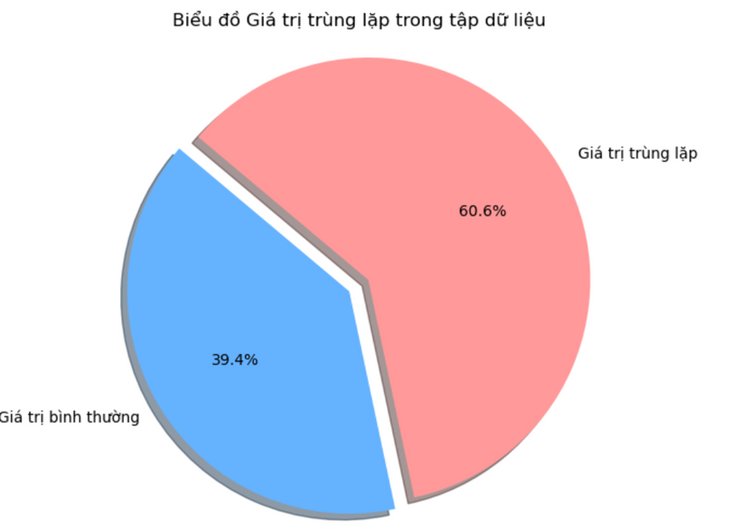 Biểu đồ Giá trị trùng lặp trong tập dữ liệu
Giá trị trùng lặp
60.6%
39.4%
Giá trị bình thường